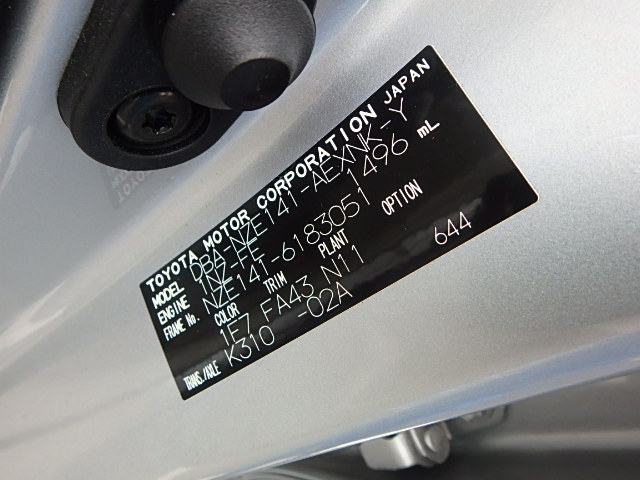 TOYOTA MOTOR CORPORATION JAPAN
MODEL DBA-NZE141-AEXNK-Y
ENGINE 1NZ-FE 1496 mL
FRAME No. NZE141-6183051
COLOR TRIM PLANT OPTION
1F7 FA43 N11 644
TRANS./AXLE K310 -02A